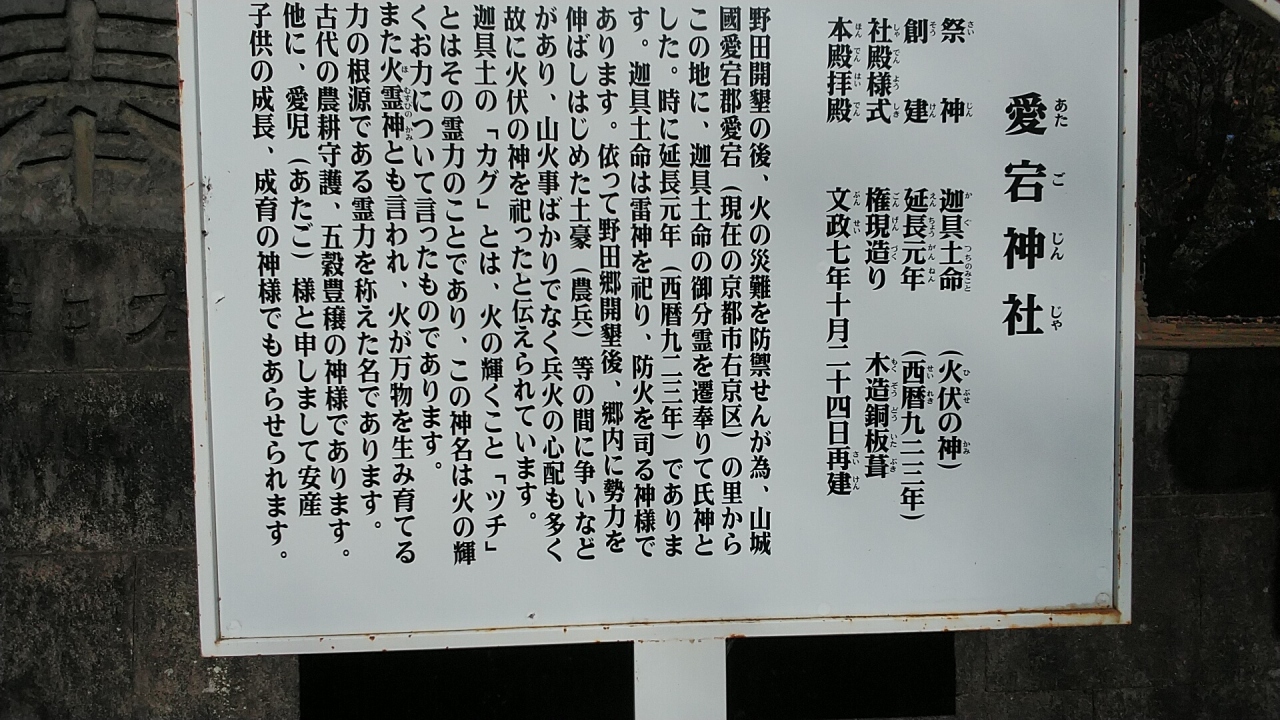 愛宕神社
祭神 迦具土命 (火伏の神)
創建 延長元年 (西暦九二三年)
社殿様式 権現造り 木造銅板葺
本殿拝殿 文政七年十月二十四日再建
野田開墾の後、火の災難を防禦せんが為、山城
國愛宕郡愛宕(現在の京都市右京区)の里から
この地に、迦具土命の御分霊を遷奉りて氏神と
した。時に延長元年(西暦九二三年)でありま
す。迦具土命は雷神を祀り、防火を司る神様で
あります。依って野田郷開墾後、郷内に勢力を
伸ばしはじめた土豪(農兵)等の間に争いなど
があり、山火事ばかりでなく兵火の心配も多く
故に火伏の神を祀ったと伝えられています。
迦具土の「カグ」とは、火の輝くこと「ツチ」
とはその霊力のことであり、この神名は火の輝
くお力について言ったものであります。
また火霊神とも言われ、火が万物を生み育てる
力の根源である霊力を称えた名であります。
古代の農耕守護、五穀豊穣の神様であります。
他に、愛児(あたご)様と申しまして安産
子供の成長、成育の神様でもあらせられます。